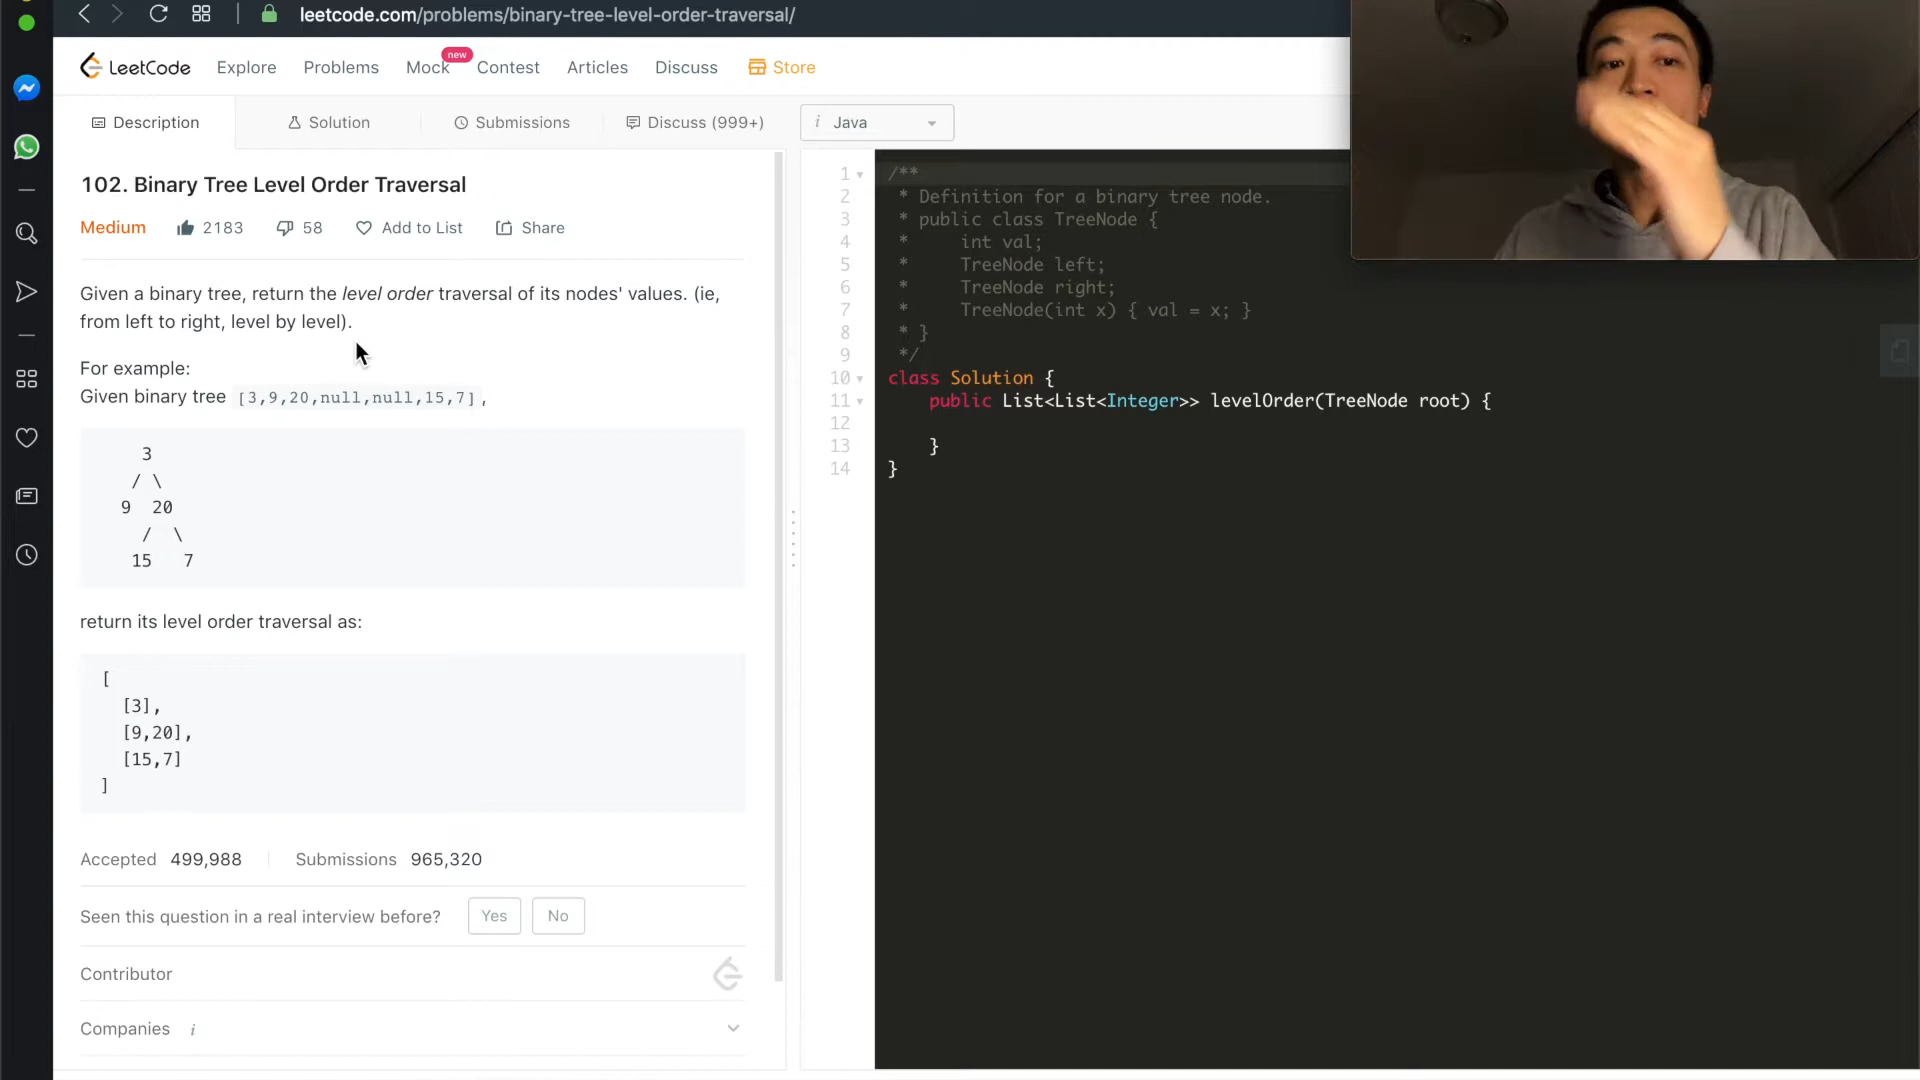 leetcode.com/problems/binary-tree-level-order-traversal/
LeetCode Explore Problems Mock new Contest Articles Discuss Store
Description Solution Submissions Discuss (999+) i Java
102. Binary Tree Level Order Traversal
Medium 2183 58 Add to List Share
Given a binary tree, return the level order traversal of its nodes' values. (ie,
from left to right, level by level).
For example:
Given binary tree [3,9,20,null,null,15,7],
3
/ \
9 20
/ \
15 7
return its level order traversal as:
[
[3],
[9,20],
[15,7]
]
Accepted 499,988 Submissions 965,320
Seen this question in a real interview before? Yes No
Contributor
Companies i
1 /**
2 * Definition for a binary tree node.
3 * public class TreeNode {
4 * int val;
5 * TreeNode left;
6 * TreeNode right;
7 * TreeNode(int x) { val = x; }
8 * }
9 */
10 class Solution {
11 public List<List<Integer>> levelOrder(TreeNode root) {
12
13 }
14 }